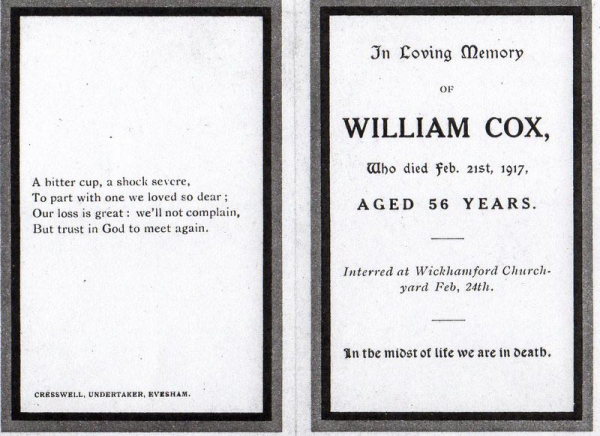 A bitter cup, a shock severe,
To part with one we loved so dear;
Our loss is great: we'll not complain,
But trust in God to meet again.
CRESSWELL, UNDERTAKER, EVESHAM.
In Loving Memory
OF
WILLIAM COX,
Who died Feb. 21st, 1917,
AGED 56 YEARS.
Interred at Wickhamford Church-
yard Feb, 24th.
In the midst of life we are in death.